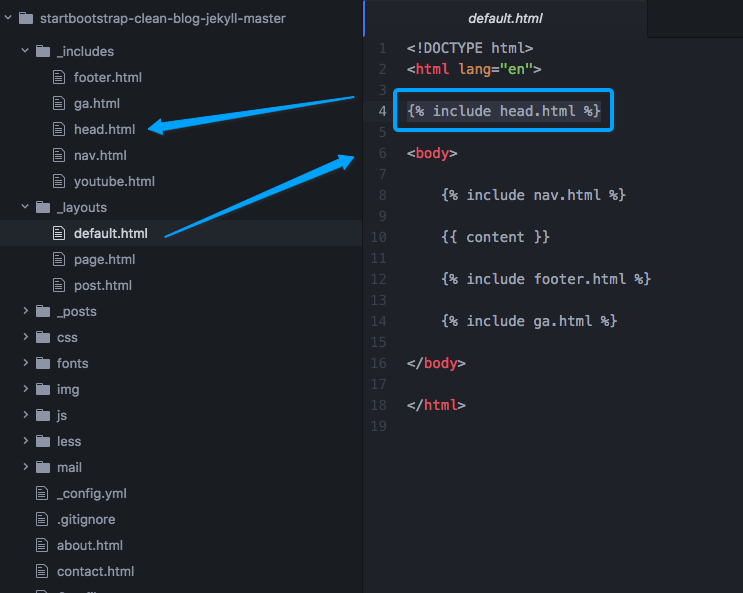 startbootstrap-clean-blog-jekyll-master
_includes
footer.html
ga.html
head.html
nav.html
youtube.html
_layouts
default.html
page.html
post.html
_posts
css
fonts
img
js
less
mail
_config.yml
.gitignore
about.html
contact.html
default.html
1 <!DOCTYPE html>
2 <html lang="en">
3
4 {% include head.html %}
5
6 <body>
7
8 {% include nav.html %}
9
10 {{ content }}
11
12 {% include footer.html %}
13
14 {% include ga.html %}
15
16 </body>
17
18 </html>
19